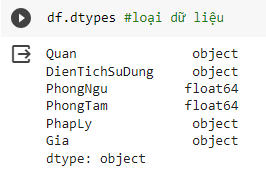 df.dtypes #loại dữ liệu
Quan object
DienTichSuDung object
PhongNgu float64
PhongTam float64
PhapLy object
Gia object
dtype: object